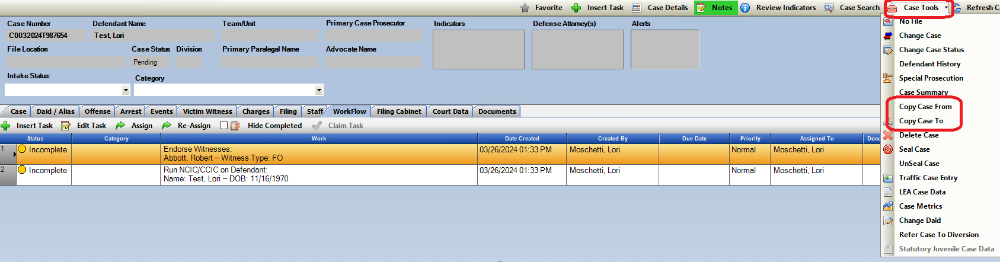 Favorite Insert Task Case Details Notes Review Indicators Case Search Case Tools Refresh C
Case Number Defendant Name Team/Unit Primary Case Prosecutor Indicators Defense Attorney(s) Alerts
C0032024T987654 Test, Lori
File Location Case Status Division Primary Paralegal Name Advocate Name
Pending
Intake Status: Category
Case Daid / Alias Offense Arrest Events Victim Witness Charges Filing Staff WorkFlow Filing Cabinet Court Data Documents
Insert Task Edit Task Assign Re-Assign Hide Completed Claim Task
Status Category Work Date Created Created By Due Date Priority Assigned To Docu
1 Incomplete Endorse Witnesses: 03/26/2024 01:33 PM Moschetti, Lori Normal Moschetti, Lori
Abbott, Robert -- Witness Type: FO
2 Incomplete Run NCIC/CCIC on Defendant: 03/26/2024 01:33 PM Moschetti, Lori Normal Moschetti, Lori
Name: Test, Lori -- DOB: 11/16/1970
No File
Change Case
Change Case Status
Defendant History
Special Prosecution
Case Summary
Copy Case From
Copy Case To
Delete Case
Seal Case
UnSeal Case
Traffic Case Entry
LEA Case Data
Case Metrics
Change Daid
Refer Case To Diversion
Statutory Juvenile Case Data